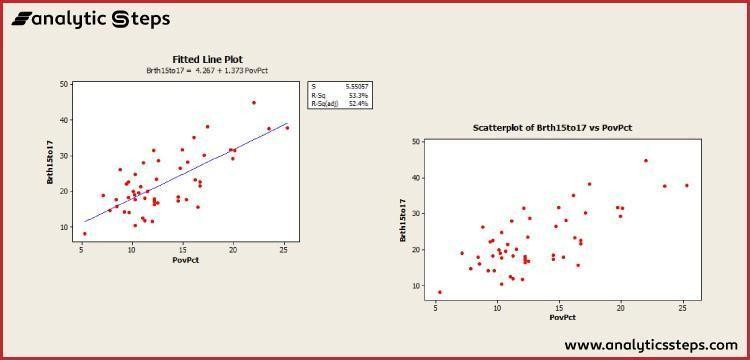 analytic Steps
Fitted Line Plot
Brth15to17 = 4.267 + 1.373 PovPct
S 5.55057
R-Sq 53.3%
R-Sq(adj) 52.4%
50
40
30
20
10
Brth15to17
5 10 15 20 25
PovPct
Scatterplot of Brth15to17 vs PovPct
50
40
30
20
10
Brth15to17
5 10 15 20 25
PovPct
www.analyticssteps.com